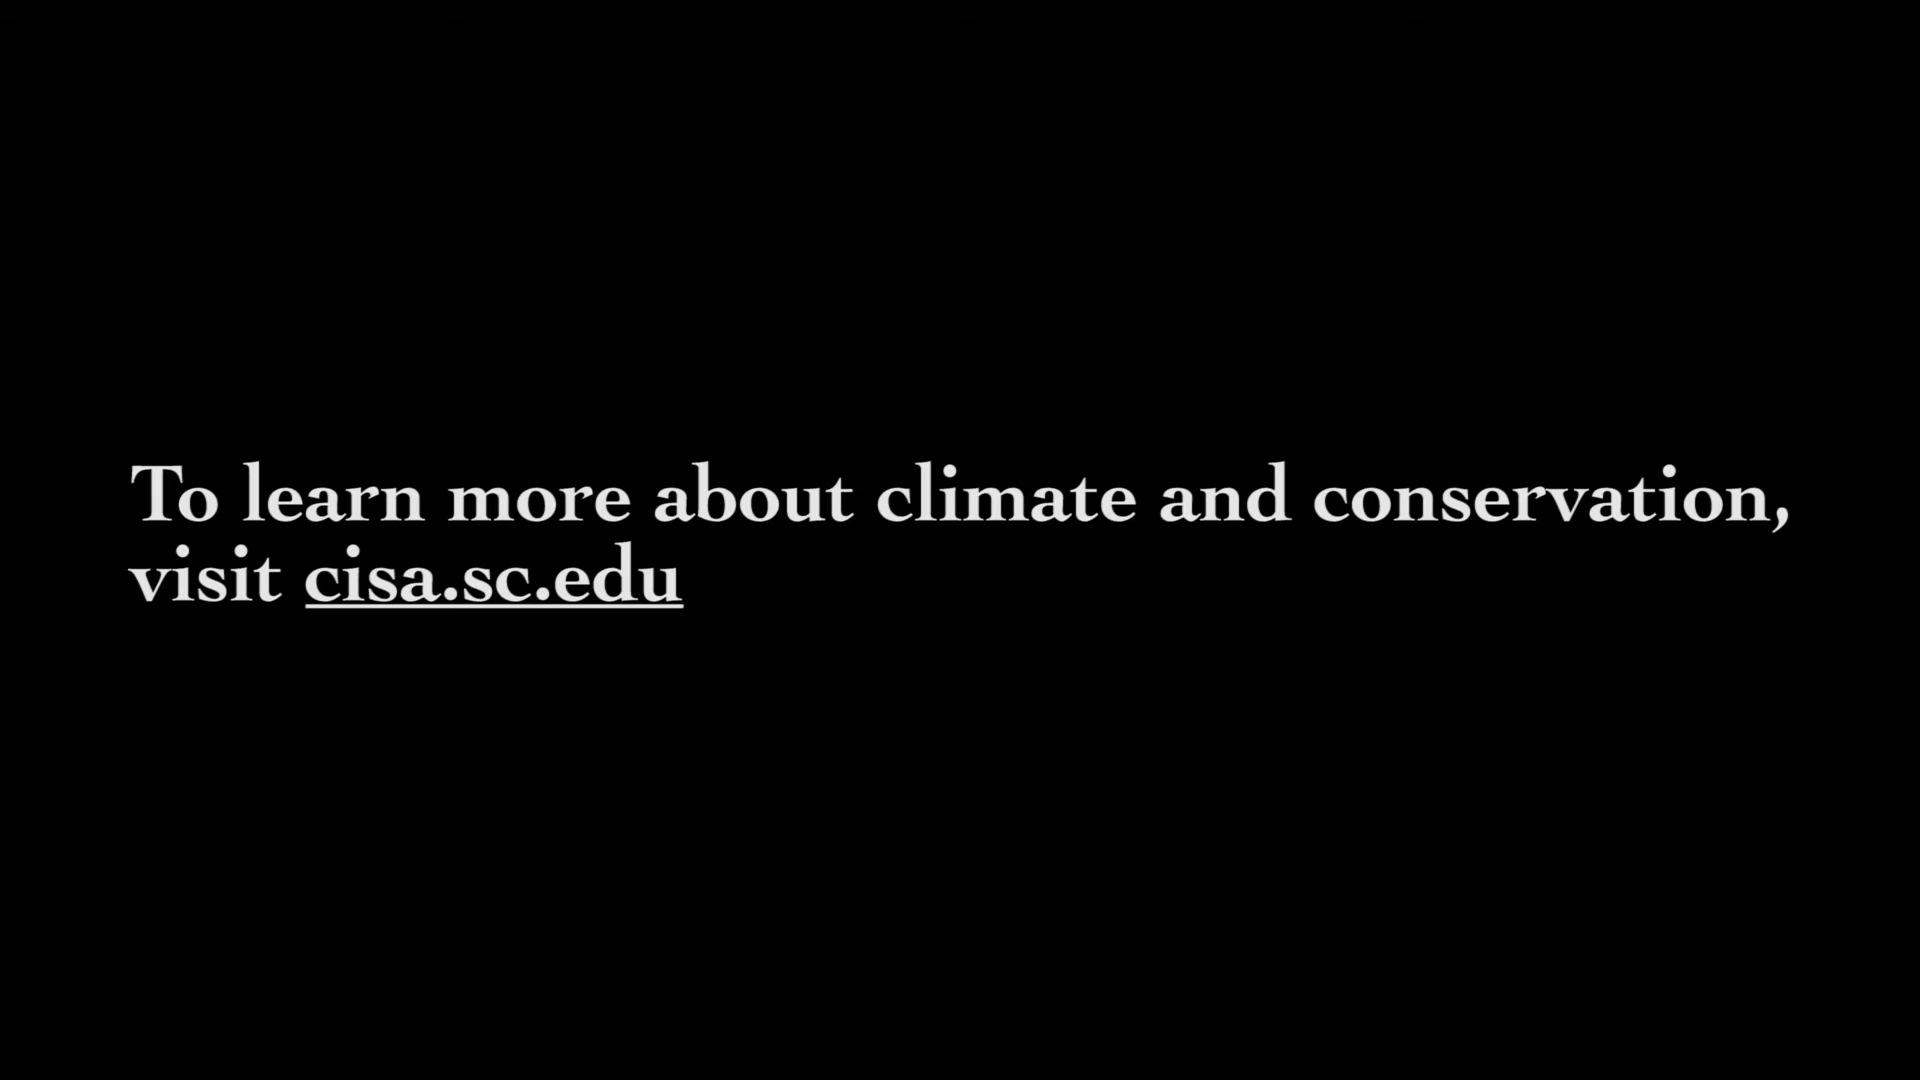 To learn more about climate and conservation,
visit cisa.sc.edu